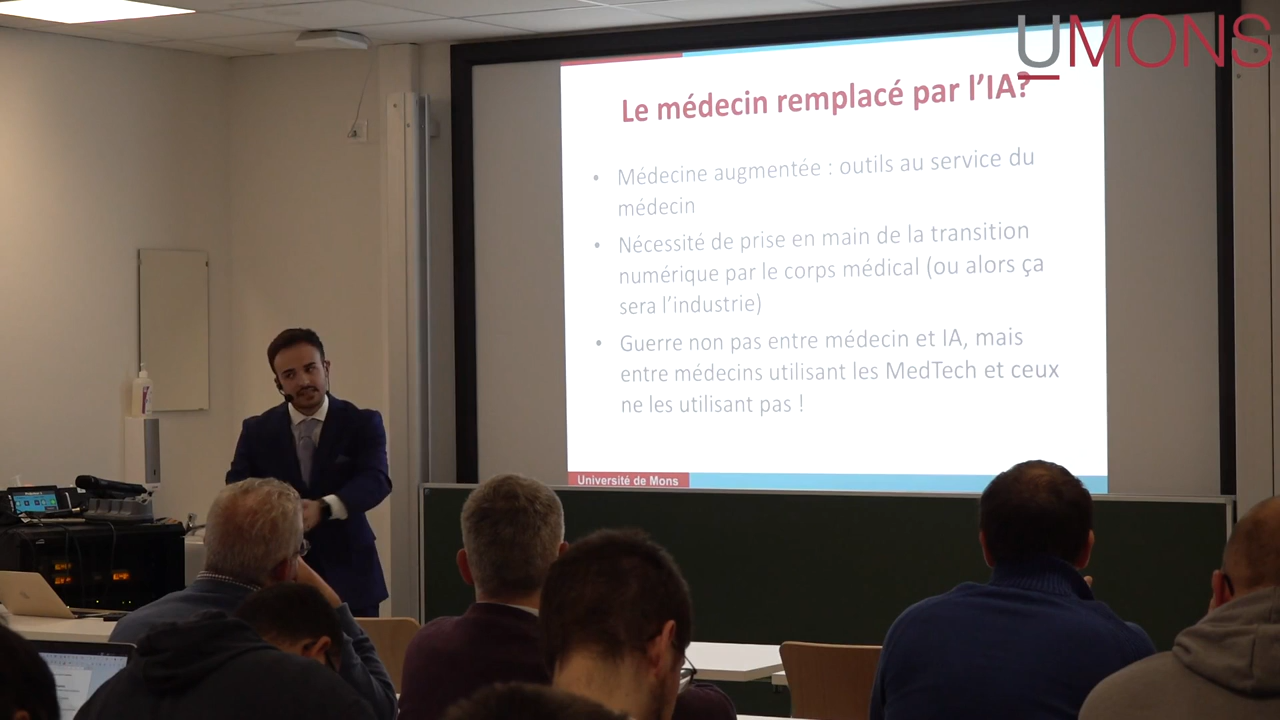 UMONS
Le médecin remplacé par l'IA?
• Médecine augmentée : outils au service du
médecin
• Nécessité de prise en main de la transition
numérique par le corps médical (ou alors ça
sera l'industrie)
• Guerre non pas entre médecin et IA, mais
entre médecins utilisant les MedTech et ceux
ne les utilisant pas !
Université de Mons